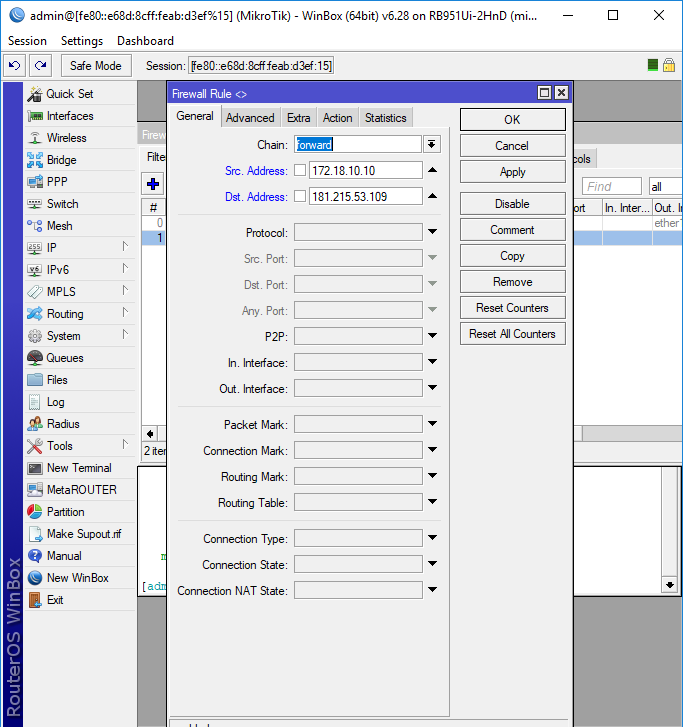 admin@[fe80::e68d:8cff:feab:d3ef%15] (MikroTik) - WinBox (64bit) v6.28 on RB951Ui-2HnD (mi...
Session Settings Dashboard
Safe Mode Session: [fe80::e68d:8cff:feab:d3ef:15]
Quick Set
Interfaces
Wireless
Bridge
PPP
Switch
Mesh
IP
IPv6
MPLS
Routing
System
Queues
Files
Log
Radius
Tools
New Terminal
MetaROUTER
Partition
Make Supout.rif
Manual
New WinBox
Exit
RouterOS WinBox
Firew
Filter
#
0
1
2 iter
m
[adm
Firewall Rule <>
General Advanced Extra Action Statistics
Chain: forward
Src. Address: 172.18.10.10
Dst. Address: 181.215.53.109
Protocol:
Src. Port:
Dst. Port:
Any. Port:
P2P:
In. Interface:
Out. Interface:
Packet Mark:
Connection Mark:
Routing Mark:
Routing Table:
Connection Type:
Connection State:
Connection NAT State:
OK
Cancel
Apply
Disable
Comment
Copy
Remove
Reset Counters
Reset All Counters
cols
Find all
ort In. Inter... Out. In